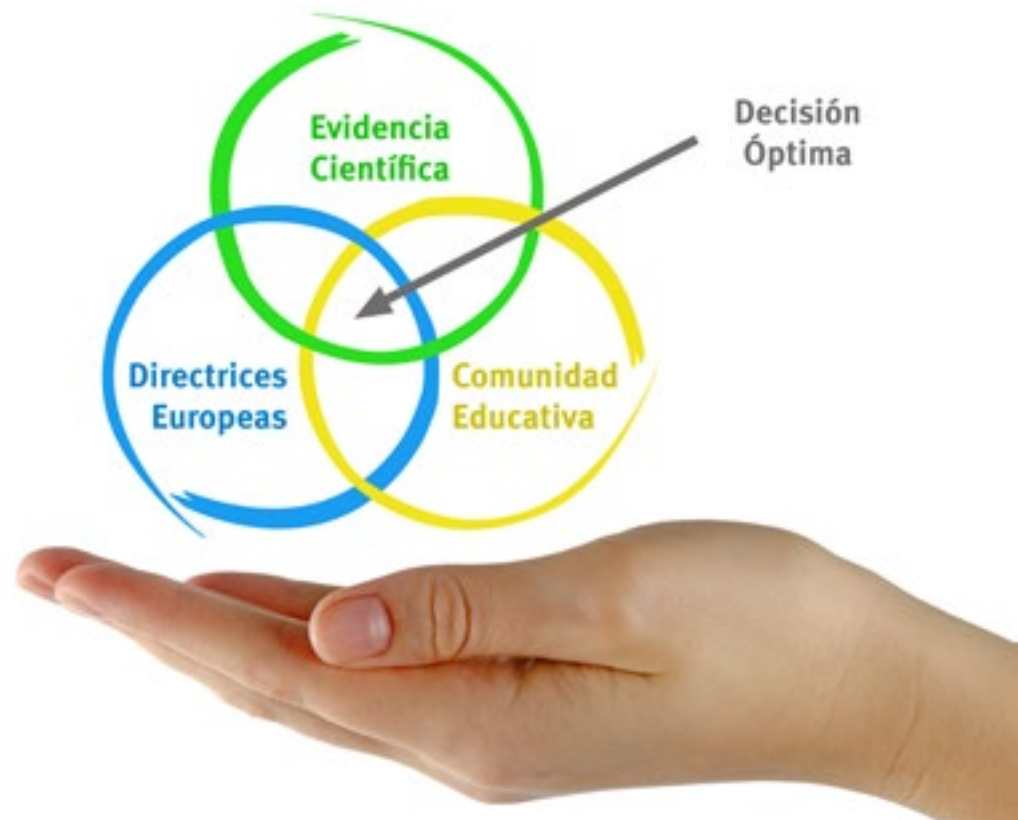 Evidencia
Científica
Decisión
Óptima
Directrices
Europeas
Comunidad
Educativa